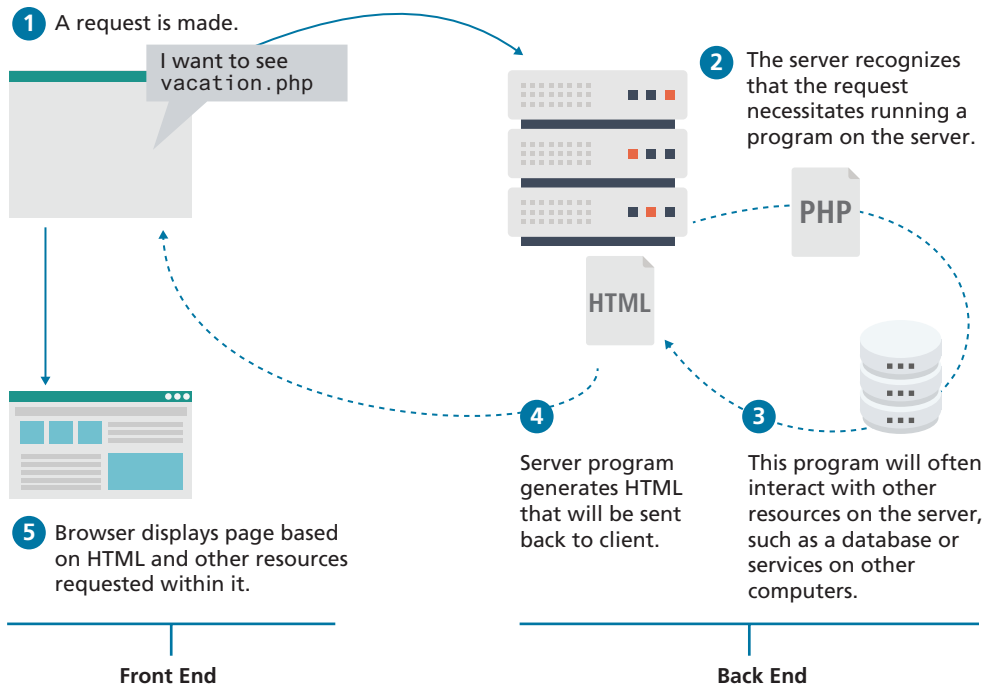 1 A request is made.
I want to see
vacation.php
2 The server recognizes
that the request
necessitates running a
program on the server.
PHP
HTML
3
This program will often
interact with other
resources on the server,
such as a database or
services on other
computers.
4
Server program
generates HTML
that will be sent
back to client.
5 Browser displays page based
on HTML and other resources
requested within it.
Front End
Back End